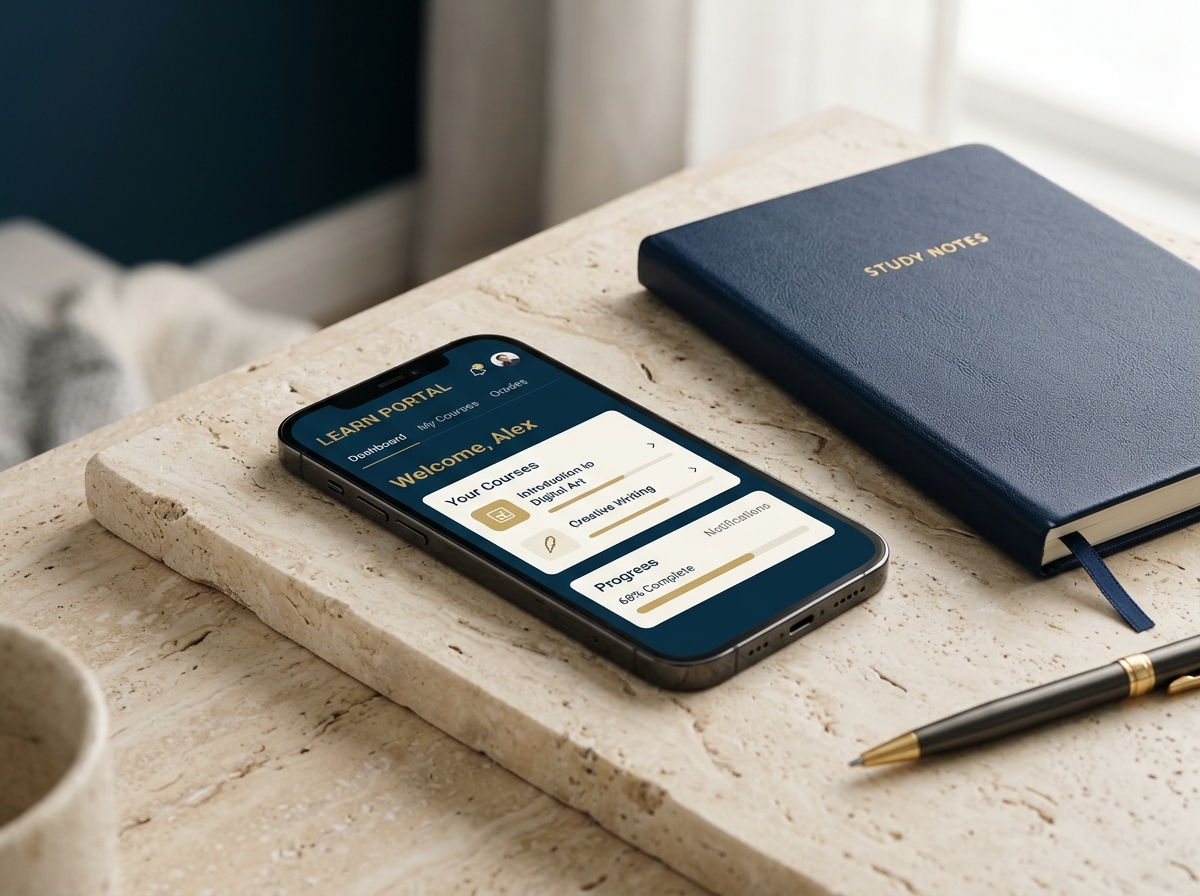 LEARN PORTAL
Dashboard My Courses Grades
Welcome, Alex
Your Courses
Introduction to
Digital Art
Creative Writing
Progress Notifications
68% Complete
STUDY NOTES